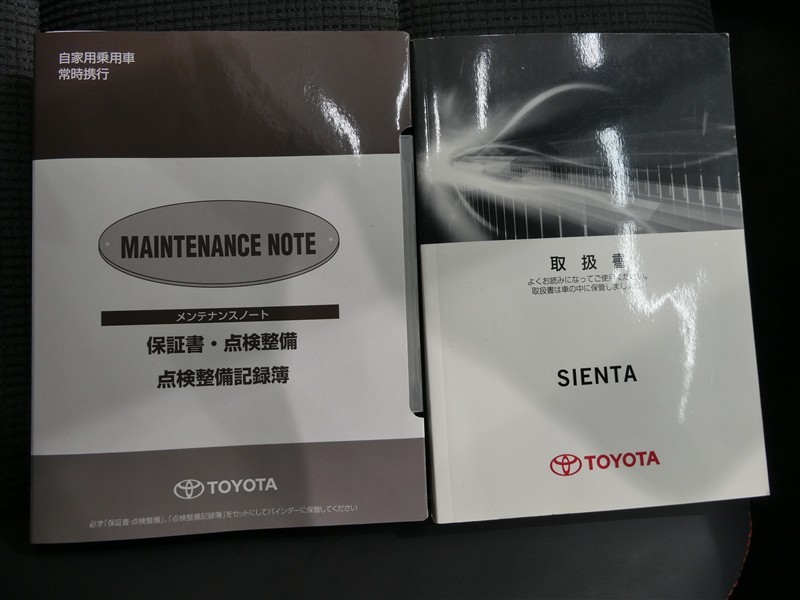 自家用乗用車
常時携行
MAINTENANCE NOTE
メンテナンスノート
保証書・点検整備
点検整備記録簿
TOYOTA
必ず「保証書・点検整備」、「点検整備記録簿」をセットにしてバインダーに保管してください
取扱書
よくお読みになってご使用ください。
取扱書は車の中に保管しまし
SIENTA
TOYOTA